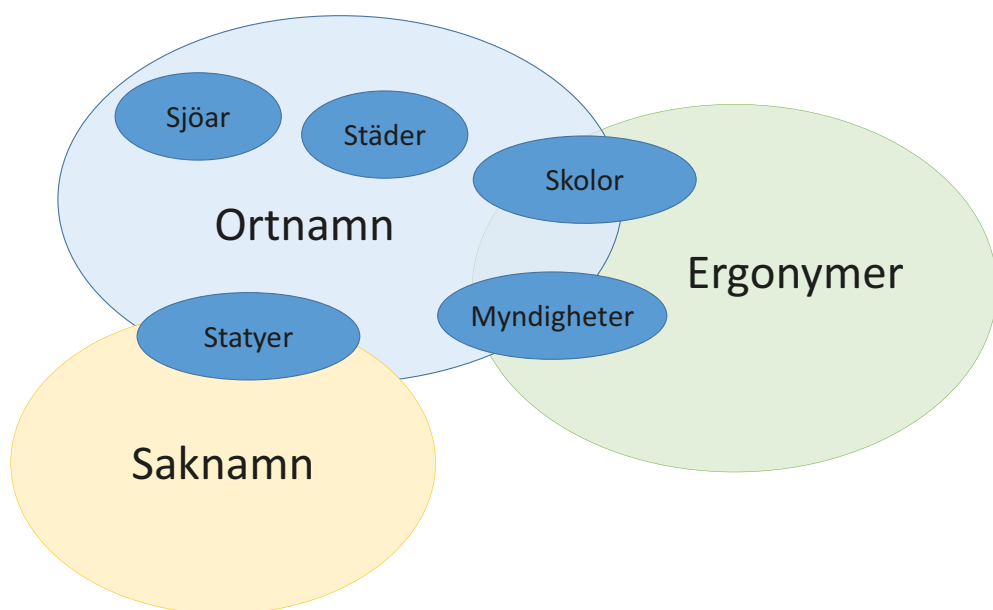 Sjöar
Städer
Skolor
Ortnamn
Ergonymer
Myndigheter
Statyer
Saknamn